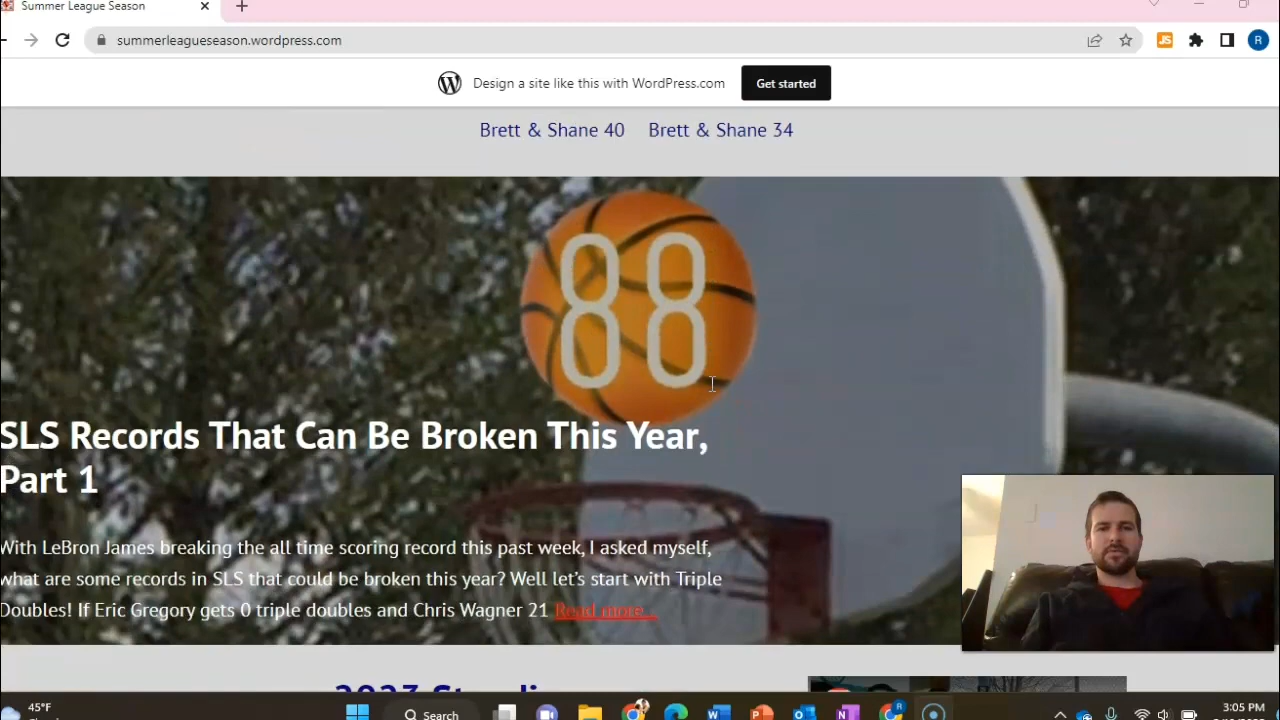 Summer League Season
summerleagueseason.wordpress.com
JS
R
Design a site like this with WordPress.com
Get started
Brett & Shane 40 Brett & Shane 34
88
SLS Records That Can Be Broken This Year,
Part 1
With LeBron James breaking the all time scoring record this past week, I asked myself,
what are some records in SLS that could be broken this year? Well let’s start with Triple
Doubles! If Eric Gregory gets 0 triple doubles and Chris Wagner 21 Read more…
45°F
Search
3:05 PM